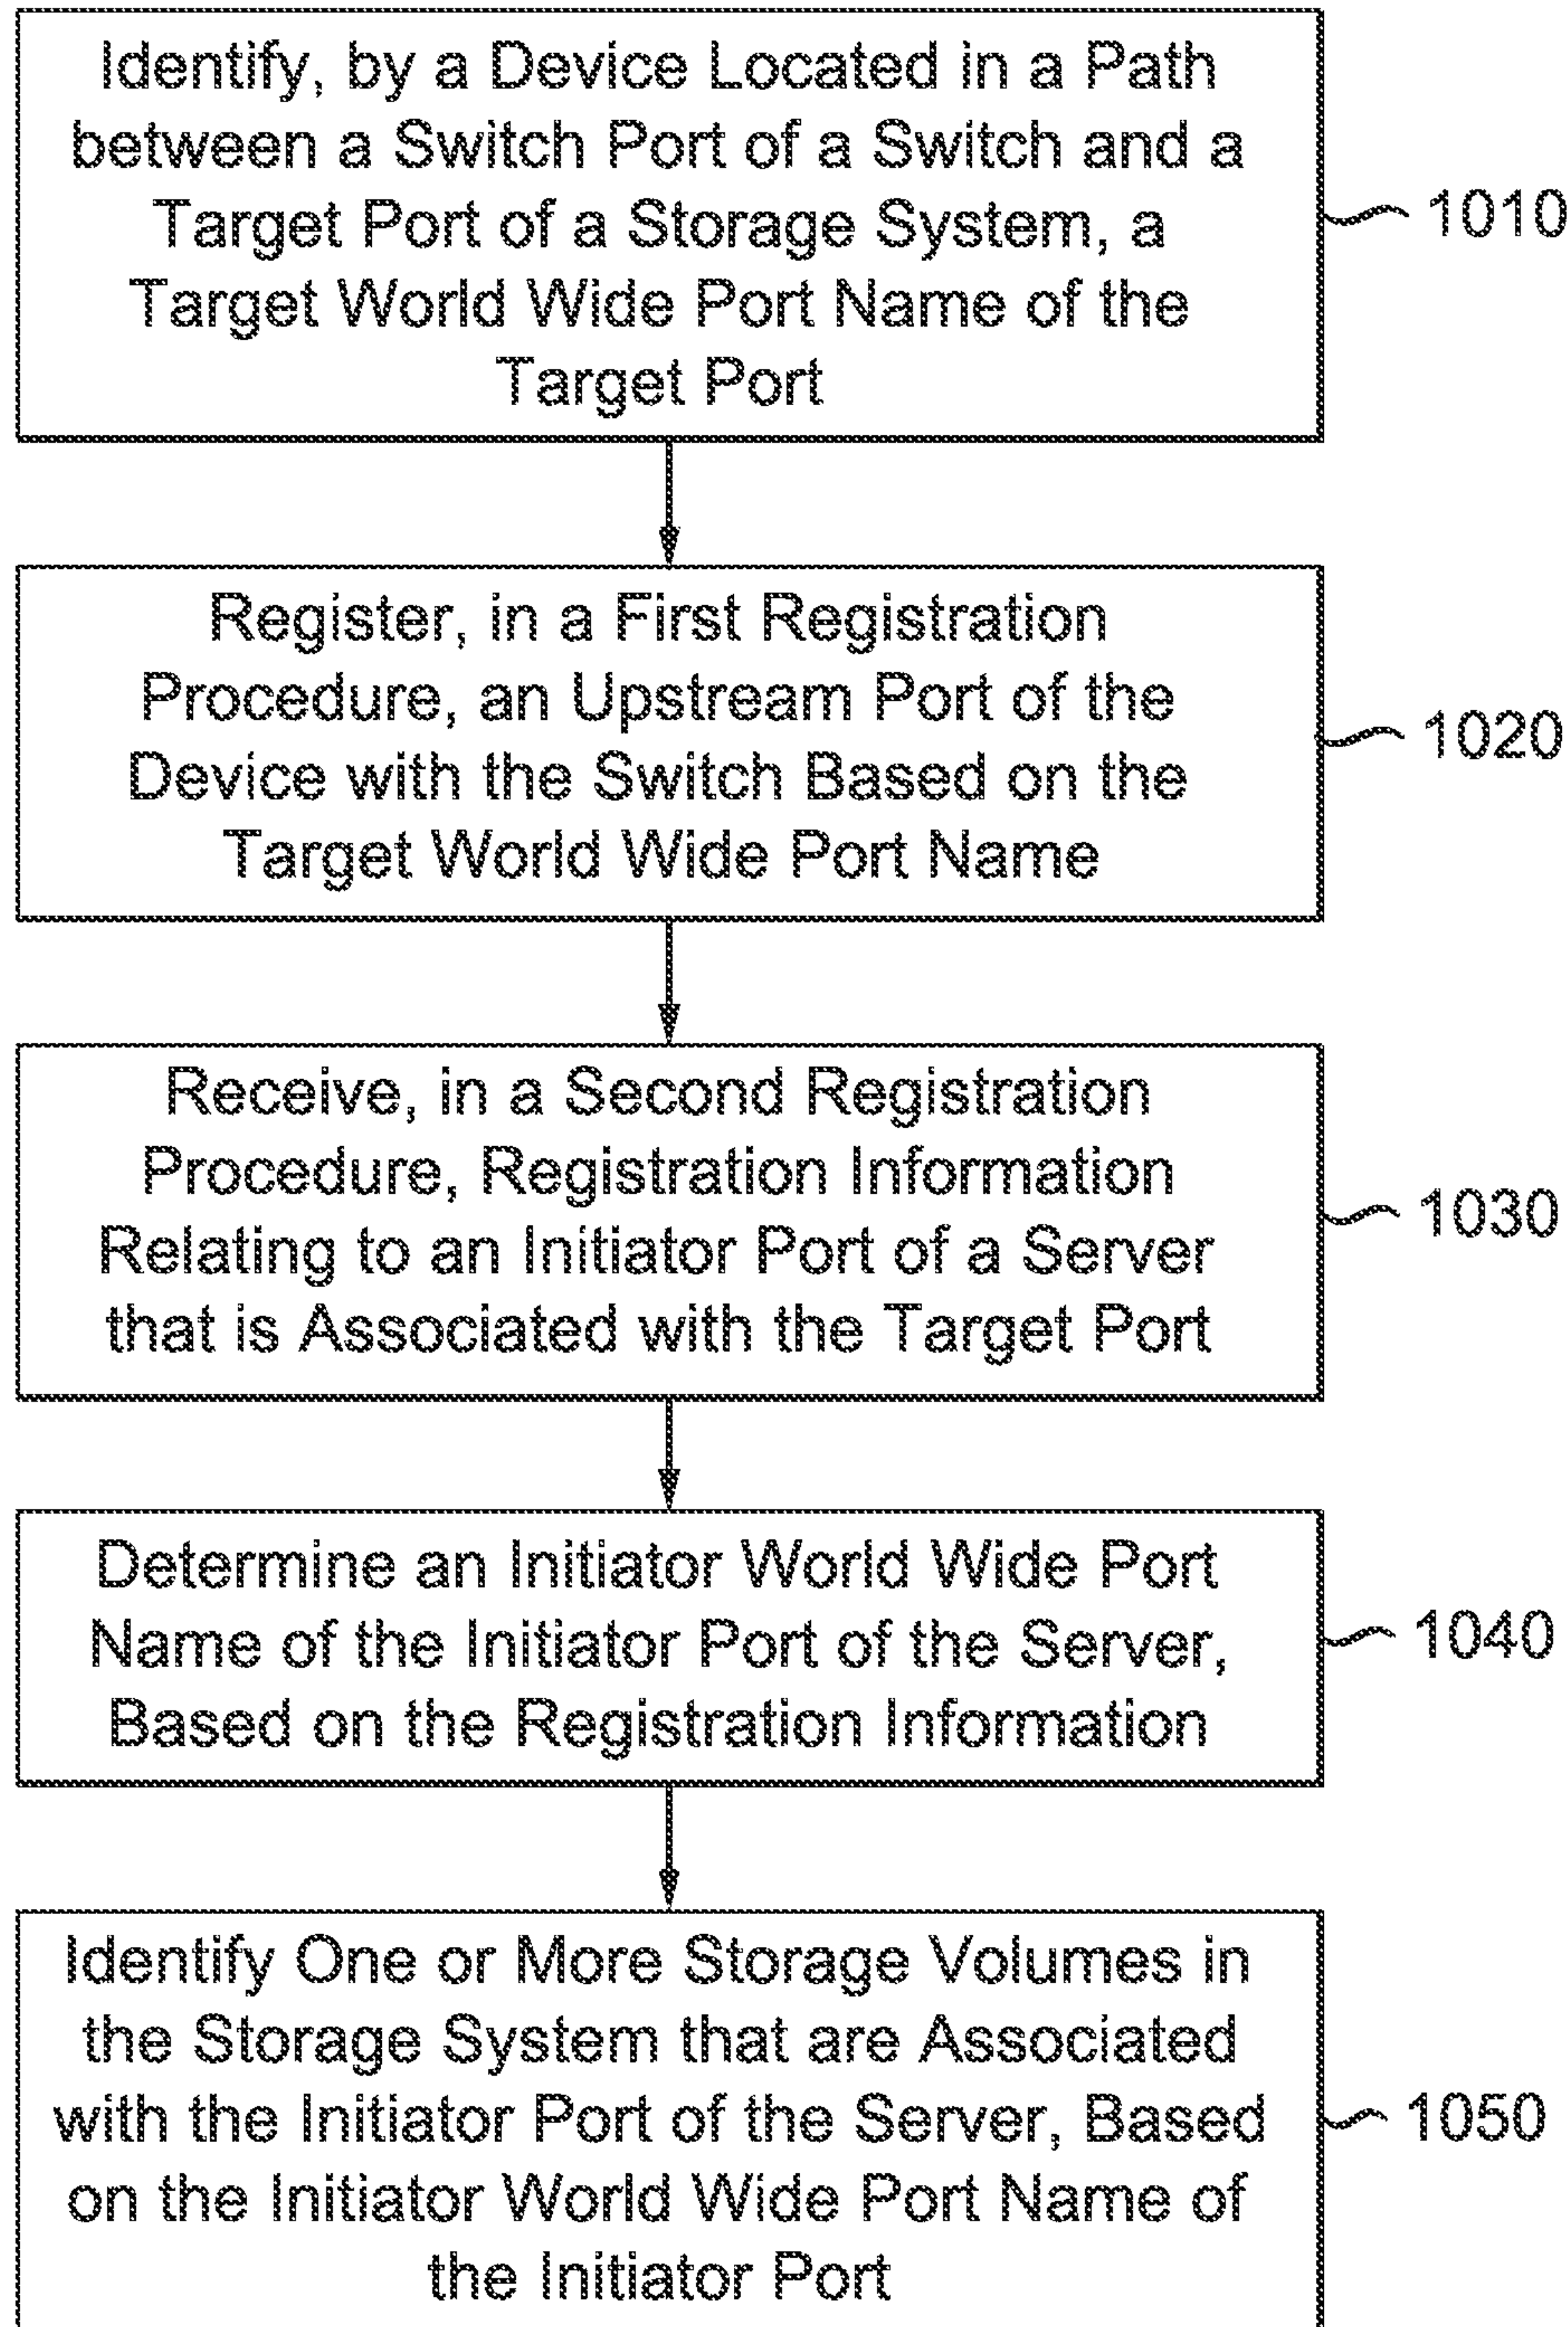 Identify, by a Device Located in a Path
between a Switch Port of a Switch and a
Target Port of a Storage System, a
Target World Wide Port Name of the
Target Port
1010
Register, in a First Registration
Procedure, an Upstream Port of the
Device with the Switch Based on the
Target World Wide Port Name
1020
Receive, in a Second Registration
Procedure, Registration Information
Relating to an Initiator Port of a Server
that is Associated with the Target Port
1030
Determine an Initiator World Wide Port
Name of the Initiator Port of the Server,
Based on the Registration Information
1040
Identify One or More Storage Volumes in
the Storage System that are Associated
with the Initiator Port of the Server, Based
on the Initiator World Wide Port Name of
the Initiator Port
1050